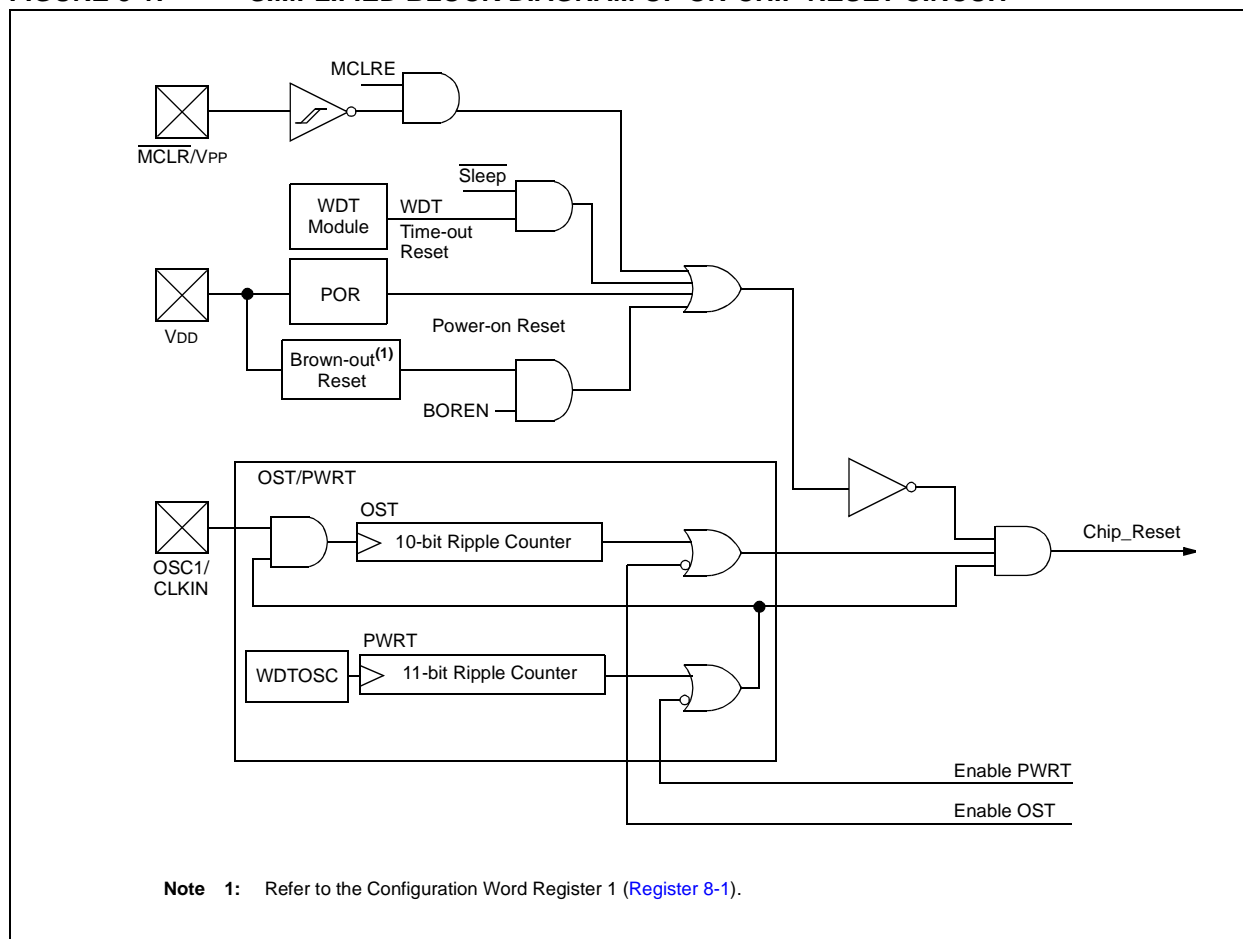 MCLRE
MCLR/VPP
Sleep
WDT
Module
WDT
Time-out
Reset
POR
VDD
Power-on Reset
Brown-out(1)
Reset
BOREN
OST/PWRT
OST
10-bit Ripple Counter
OSC1/
CLKIN
Chip_Reset
PWRT
WDTOSC
11-bit Ripple Counter
Enable PWRT
Enable OST
Note 1: Refer to the Configuration Word Register 1 (Register 8-1).